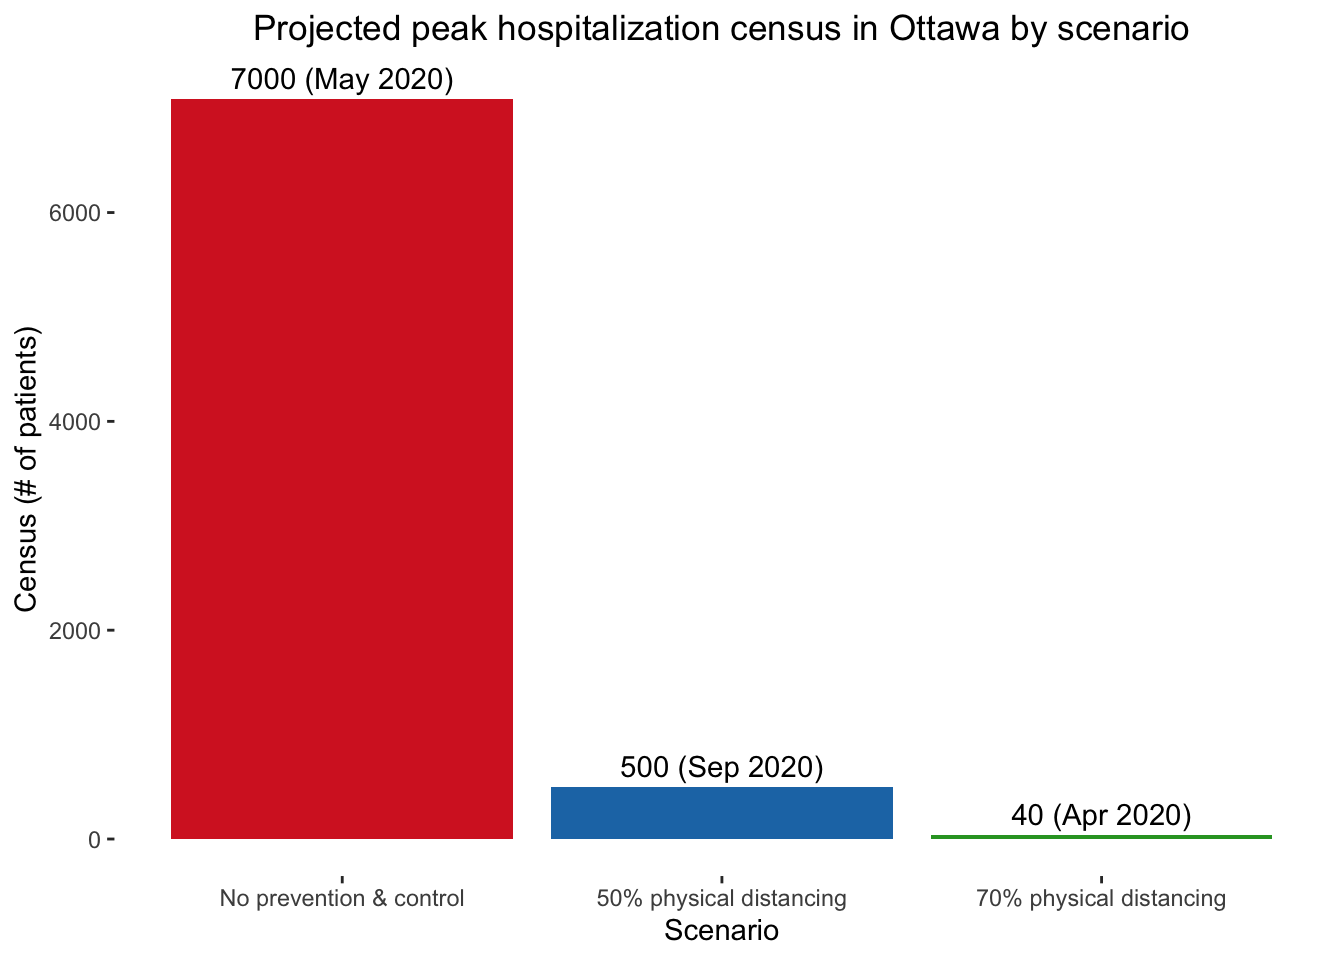 Projected peak hospitalization census in Ottawa by scenario
7000 (May 2020)
6000
Census (# of patients)
4000
2000
500 (Sep 2020)
40 (Apr 2020)
0
No prevention & control
50% physical distancing
70% physical distancing
Scenario